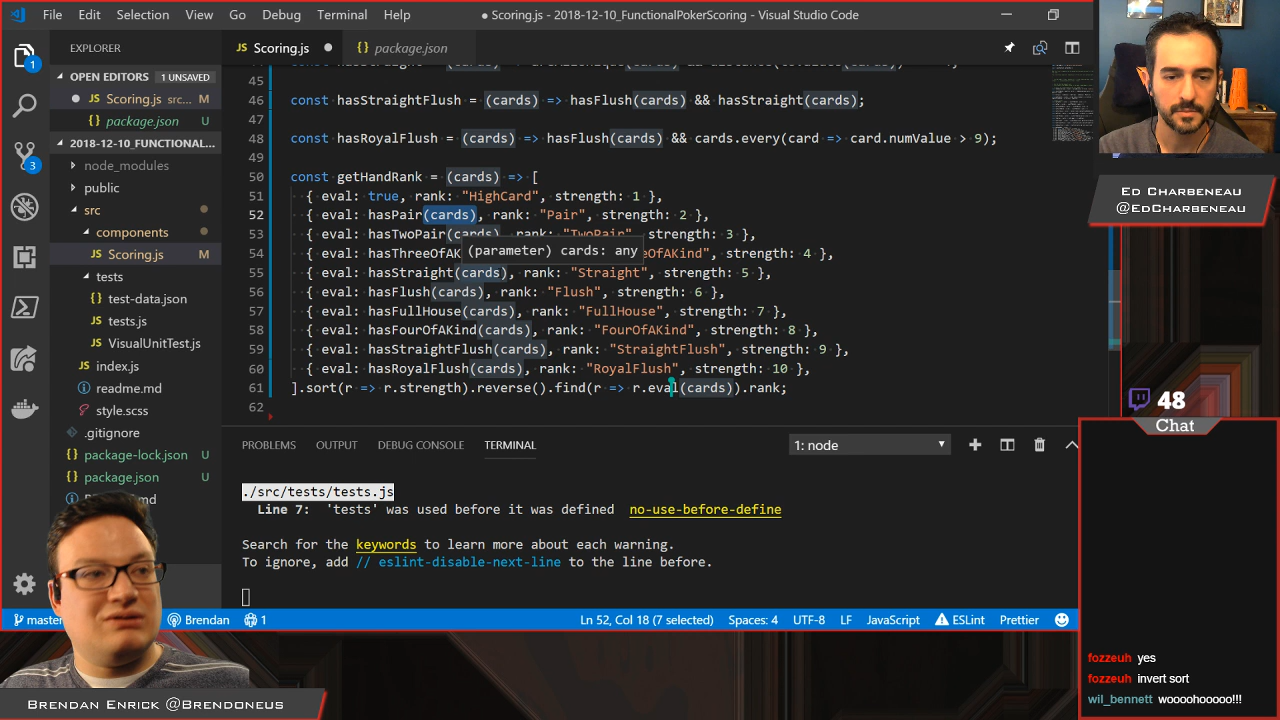 File Edit Selection View Go Debug Terminal Help
● Scoring.js - 2018-12-10_FunctionalPokerScoring - Visual Studio Code
EXPLORER
OPEN EDITORS 1 UNSAVED
● JS Scoring.js src... M
{} package.json U
2018-12-10_FUNCTIONAL...
node_modules
public
src
components
JS Scoring.js M
tests
{} test-data.json
JS tests.js
JS VisualUnitTest.js
JS index.js
readme.md
style.scss
.gitignore
{} package-lock.json U
{} package.json U
1
3
JS Scoring.js ●
{} package.json
45
46 const hasStraightFlush = (cards) => hasFlush(cards) && hasStraight(cards);
47
48 const hasRoyalFlush = (cards) => hasFlush(cards) && cards.every(card => card.numValue > 9);
49
50 const getHandRank = (cards) => [
51 { eval: true, rank: "HighCard", strength: 1 },
52 { eval: hasPair(cards), rank: "Pair", strength: 2 },
53 { eval: hasTwoPair(cards), rank: "TwoPair", strength: 3 },
(parameter) cards: any
54 { eval: hasThreeOfAK eOfAKind", strength: 4 },
55 { eval: hasStraight(cards), rank: "Straight", strength: 5 },
56 { eval: hasFlush(cards), rank: "Flush", strength: 6 },
57 { eval: hasFullHouse(cards), rank: "FullHouse", strength: 7 },
58 { eval: hasFourOfAKind(cards), rank: "FourOfAKind", strength: 8 },
59 { eval: hasStraightFlush(cards), rank: "StraightFlush", strength: 9 },
60 { eval: hasRoyalFlush(cards), rank: "RoyalFlush", strength: 10 },
61 ].sort(r => r.strength).reverse().find(r => r.eval(cards)).rank;
62
PROBLEMS OUTPUT DEBUG CONSOLE TERMINAL
1: node
./src/tests/tests.js
Line 7: 'tests' was used before it was defined no-use-before-define
Search for the keywords to learn more about each warning.
To ignore, add // eslint-disable-next-line to the line before.
master Brendan 1
Ln 52, Col 18 (7 selected) Spaces: 4 UTF-8 LF JavaScript ESLint Prettier
Ed Charbeneau
@EdCharbeneau
48
Chat
fozzeuh yes
fozzeuh invert sort
wil_bennett woooohooooo!!!
Brendan Enrick @Brendoneus